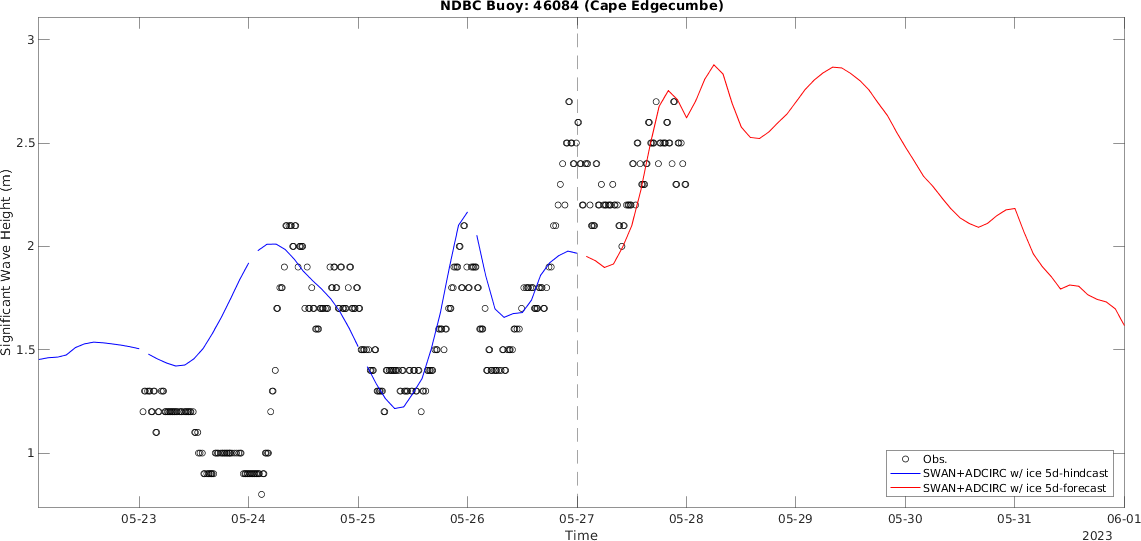 NDBC Buoy: 46084 (Cape Edgecumbe)
Significant Wave Height (m)
3
2.5
2
1.5
1
Obs.
SWAN+ADCIRC w/ ice 5d-hindcast
SWAN+ADCIRC w/ ice 5d-forecast
05-23 05-24 05-25 05-26 05-27 05-28 05-29 05-30 05-31 06-01
Time
2023